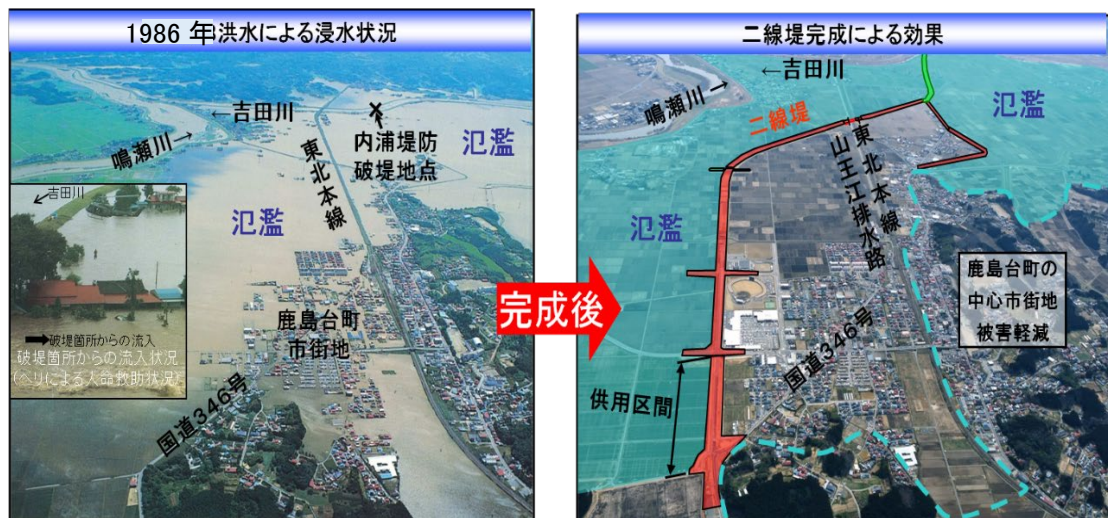 1986 年洪水による浸水状況
←吉田川
鳴瀬川→
内浦堤防
破堤地点
氾濫
東北本線
氾濫
吉田川
鹿島台町
市街地
➡破堤箇所からの流入
破堤箇所からの流入状況
(ヘリによる人命救助状況)
国道346号
完成後
二線堤完成による効果
←吉田川
鳴瀬川→
二線堤
氾濫
東北本線
山王江排水路
氾濫
鹿島台町の
中心市街地
被害軽減
国道346号
供用区間